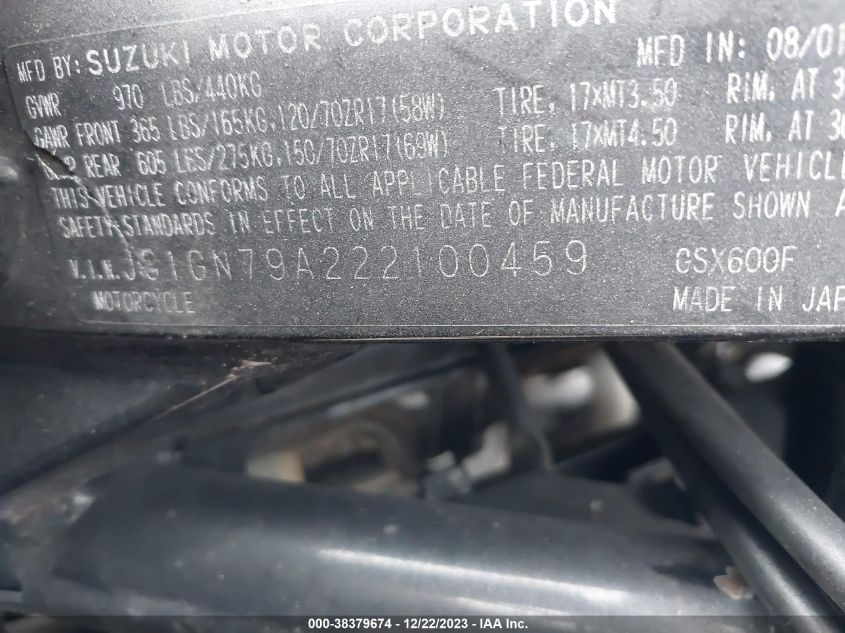 MFD BY: SUZUKI MOTOR CORPORATION MFD IN: 08/01
GVWR 970 LBS/440KG
GAWR FRONT 365 LBS/165KG, 120/70ZR17(58W) TIRE, 17xMT3.50 RIM, AT 3
REAR 605 LBS/275KG, 150/70ZR17(69W) TIRE, 17xMT4.50 RIM, AT 3
THIS VEHICLE CONFORMS TO ALL APPLICABLE FEDERAL MOTOR VEHICLE
SAFETY STANDARDS IN EFFECT ON THE DATE OF MANUFACTURE SHOWN A
V.I.N. JS1GN79A222100459 GSX600F
MOTORCYCLE MADE IN JAP
000-38379674 - 12/22/2023 - IAA Inc.